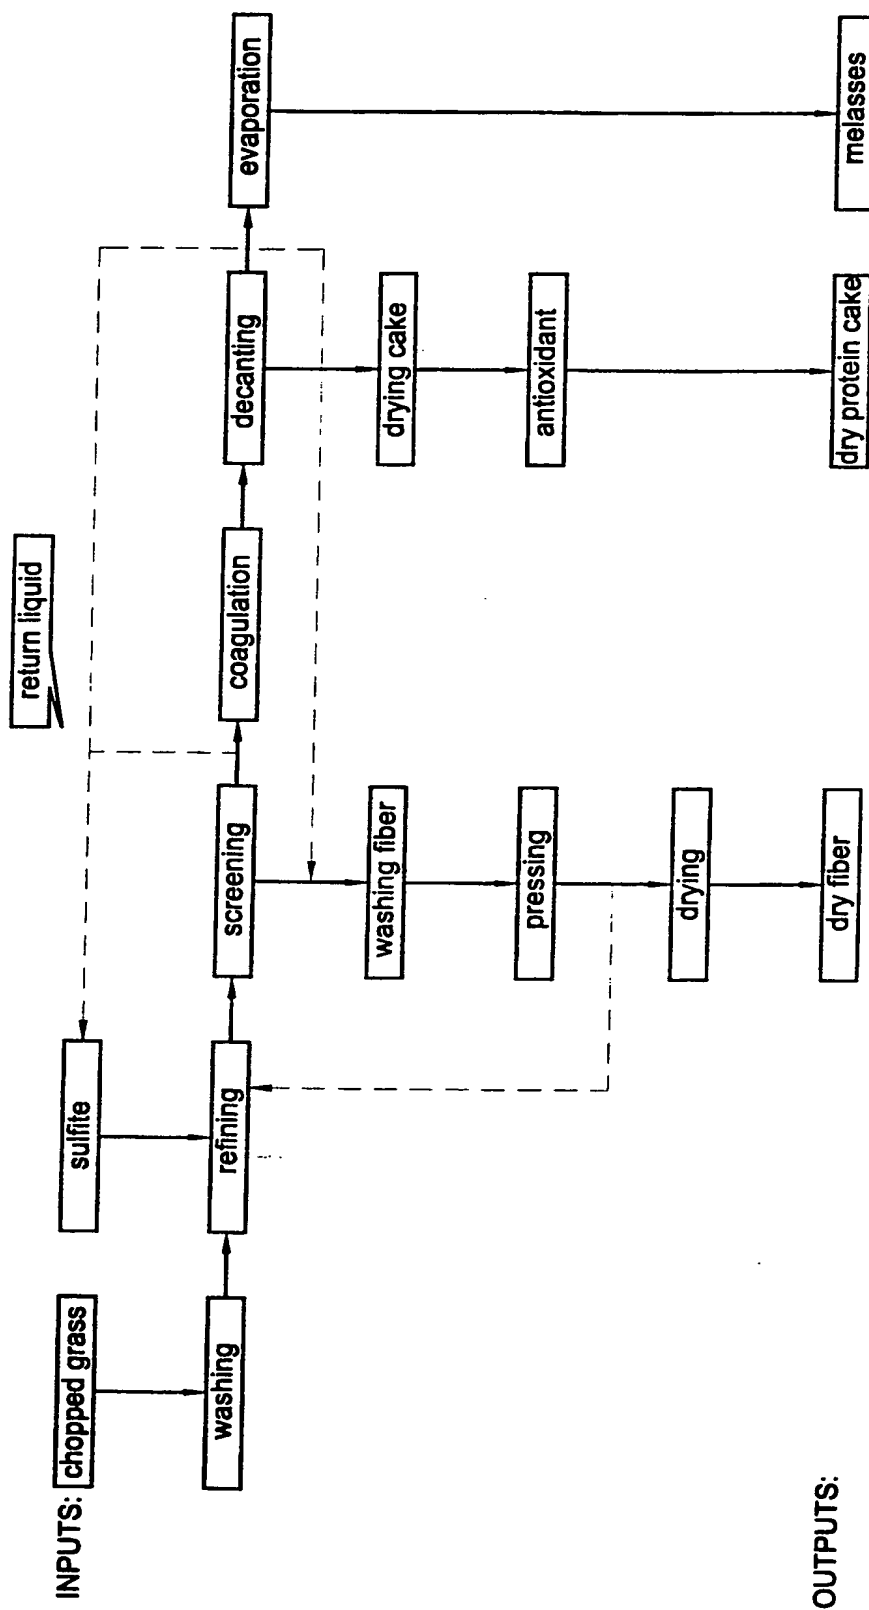 INPUTS:
chopped grass
sulfite
return liquid
washing
refining
screening
coagulation
decanting
evaporation
washing fiber
drying cake
pressing
antioxidant
drying
OUTPUTS:
dry fiber
dry protein cake
melasses